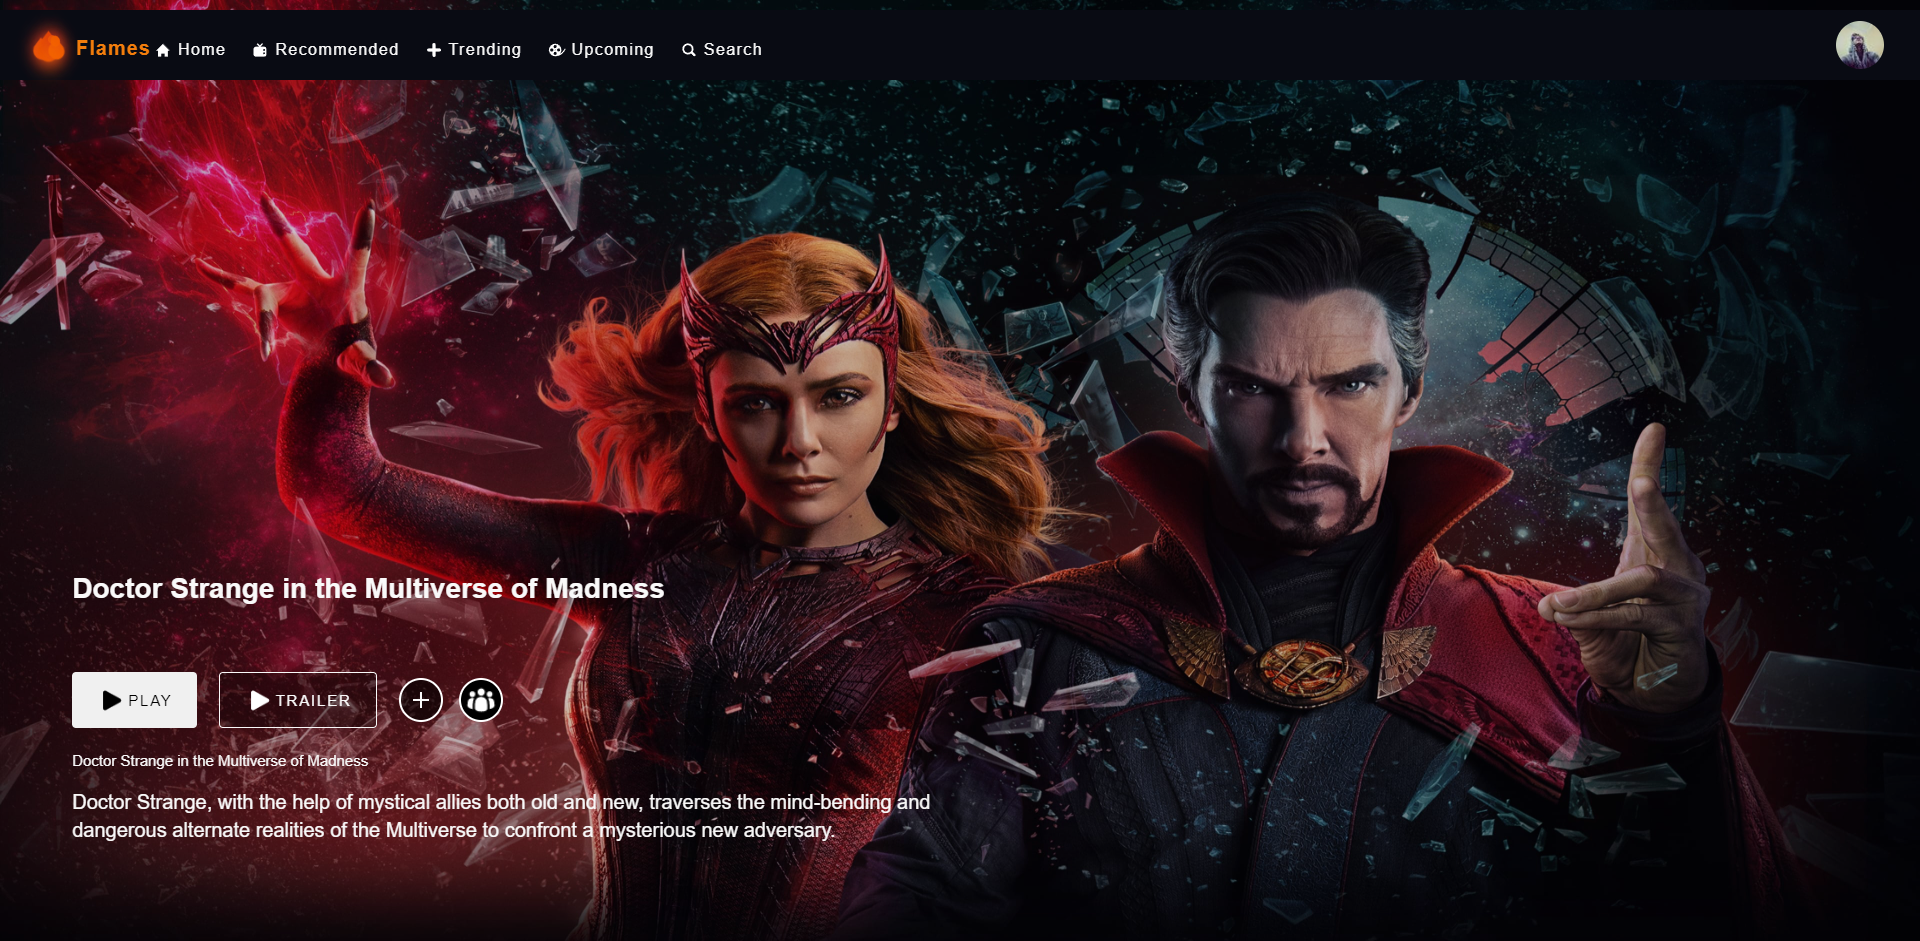 Flames Home Recommended Trending Upcoming Search
Doctor Strange in the Multiverse of Madness
PLAY TRAILER
Doctor Strange in the Multiverse of Madness
Doctor Strange, with the help of mystical allies both old and new, traverses the mind-bending and
dangerous alternate realities of the Multiverse to confront a mysterious new adversary.